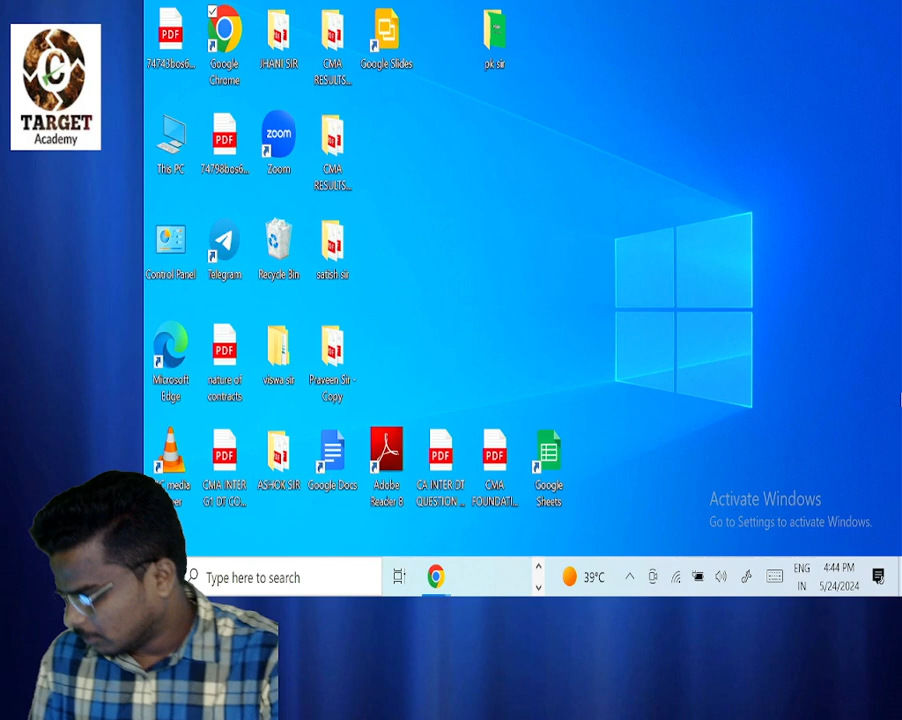 TARGET
Academy
74743bos6...
Google
Chrome
JHANI SIR
CMA
RESULTS...
Google Slides
pk sir
This PC
PDF
74798bos6...
zoom
Zoom
CMA
RESULTS...
Control Panel
Telegram
Recycle Bin
satish sir
Microsoft
Edge
PDF
nature of
contracts
viswa sir
Praveen Sir -
Copy
PDF
CMA INTER
G1 DT CO...
ASHOK SIR
Google Docs
Adobe
Reader 8
PDF
CA INTER DT
QUESTION ...
PDF
CMA
FOUNDATI...
Google
Sheets
media
PDF
Activate Windows
Go to Settings to activate Windows.
Type here to search
39°C
ENG
IN
4:44 PM
5/24/2024